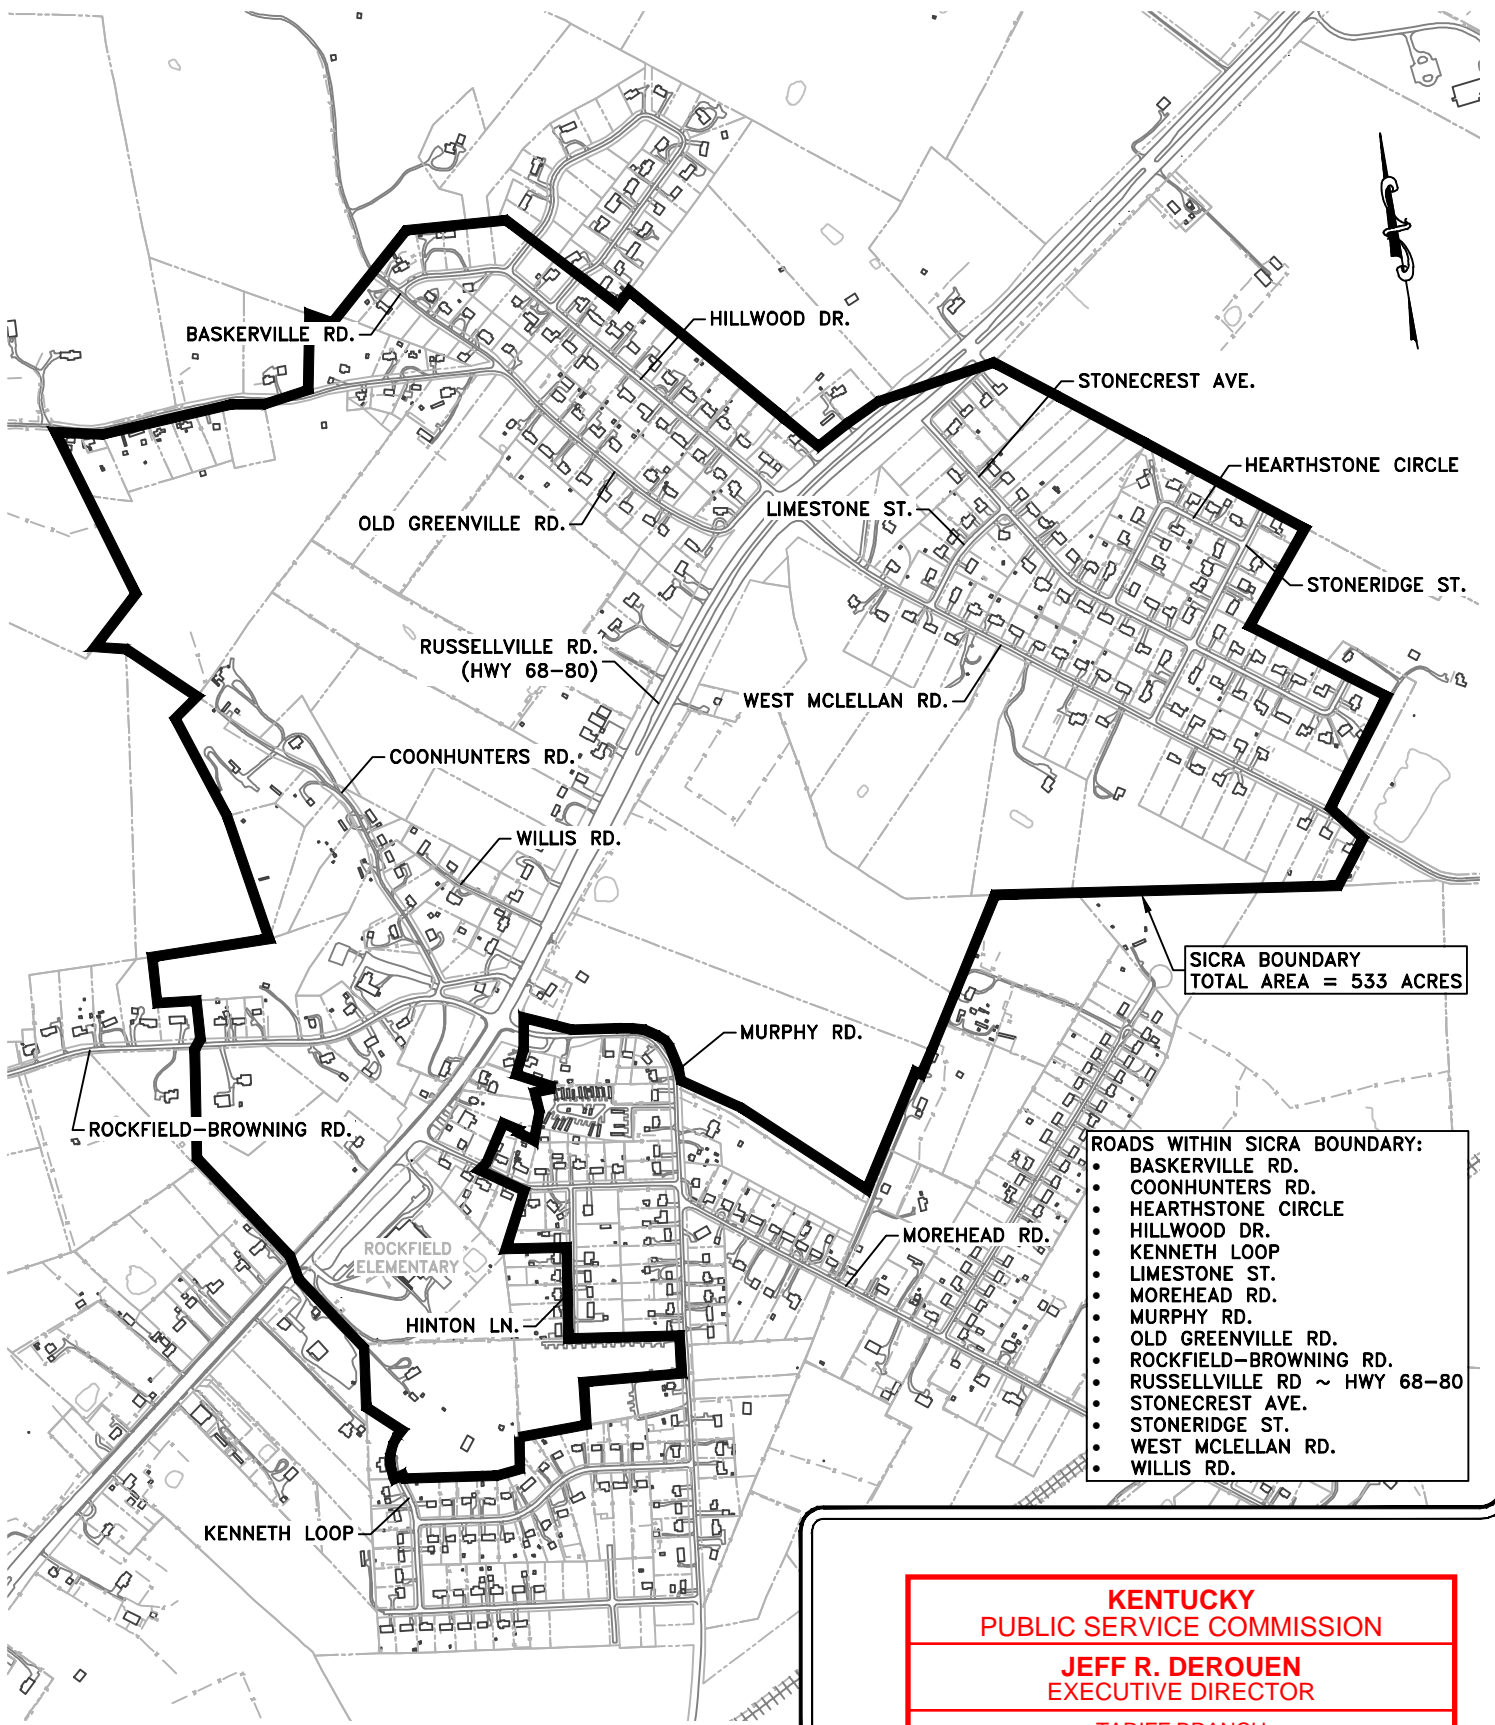 BASKERVILLE RD.
HILLWOOD DR.
STONECREST AVE.
HEARTHSTONE CIRCLE
LIMESTONE ST.
OLD GREENVILLE RD.
STONERIDGE ST.
RUSSELLVILLE RD.
(HWY 68-80)
WEST MCLELLAN RD.
COONHUNTERS RD.
WILLIS RD.
SICRA BOUNDARY
TOTAL AREA = 533 ACRES
MURPHY RD.
ROCKFIELD-BROWNING RD.
MOREHEAD RD.
ROCKFIELD
ELEMENTARY
HINTON LN.
KENNETH LOOP
ROADS WITHIN SICRA BOUNDARY:
• BASKERVILLE RD.
• COONHUNTERS RD.
• HEARTHSTONE CIRCLE
• HILLWOOD DR.
• KENNETH LOOP
• LIMESTONE ST.
• MOREHEAD RD.
• MURPHY RD.
• OLD GREENVILLE RD.
• ROCKFIELD-BROWNING RD.
• RUSSELLVILLE RD ~ HWY 68-80
• STONECREST AVE.
• STONERIDGE ST.
• WEST MCLELLAN RD.
• WILLIS RD.
KENTUCKY
PUBLIC SERVICE COMMISSION
JEFF R. DEROUEN
EXECUTIVE DIRECTOR
TARIFF BRANCH